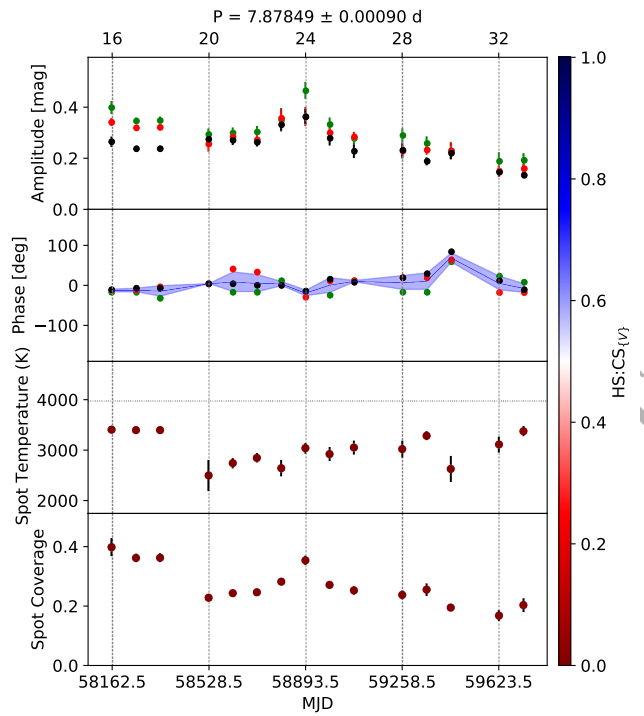 P = 7.87849 ± 0.00090 d
16 20 24 28 32
Amplitude [mag]
0.4
0.2
0.0
Phase [deg]
100
0
−100
Spot Temperature (K)
4000
3000
2000
Spot Coverage
0.4
0.2
0.0
58162.5 58528.5 58893.5 59258.5 59623.5
MJD
1.0
0.8
0.6
0.4
0.2
0.0
HS:CS{V}